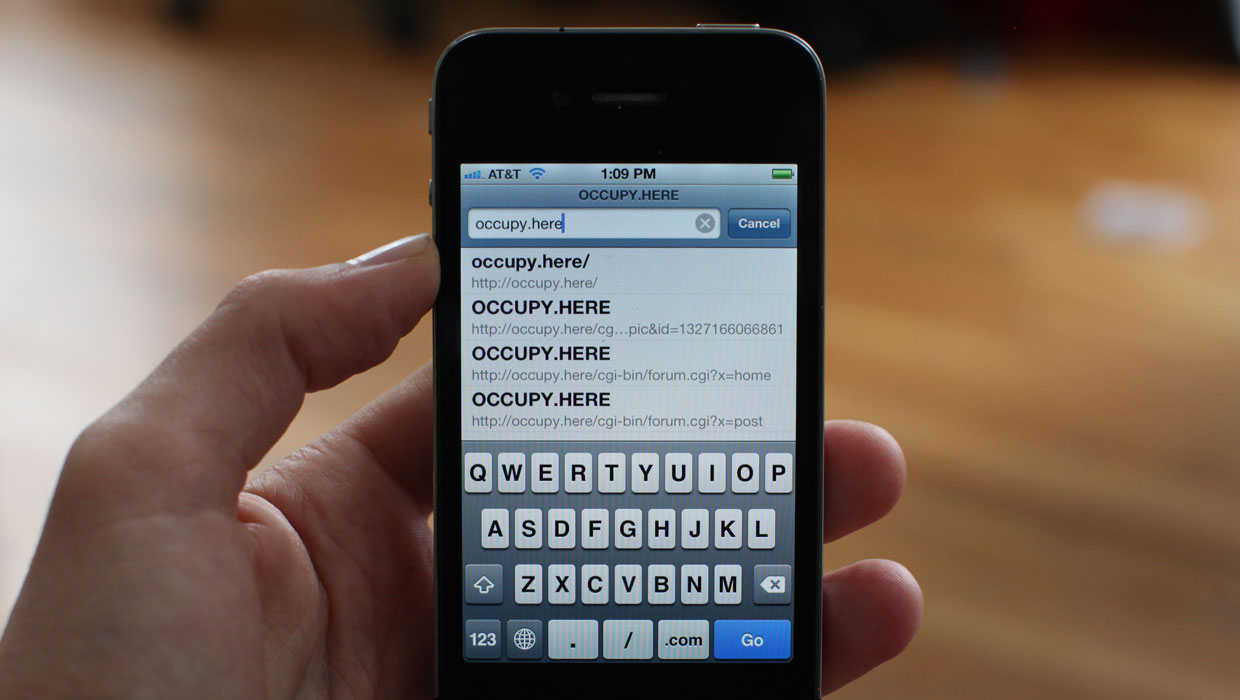 AT&T 1:09 PM
OCCUPY.HERE
occupy.here Cancel
occupy.here/
http://occupy.here/
OCCUPY.HERE
http://occupy.here/cg...pic&id=1327166066861
OCCUPY.HERE
http://occupy.here/cgi-bin/forum.cgi?x=home
OCCUPY.HERE
http://occupy.here/cgi-bin/forum.cgi?x=post
Q W E R T Y U I O P
A S D F G H J K L
Z X C V B N M
123 . / .com Go